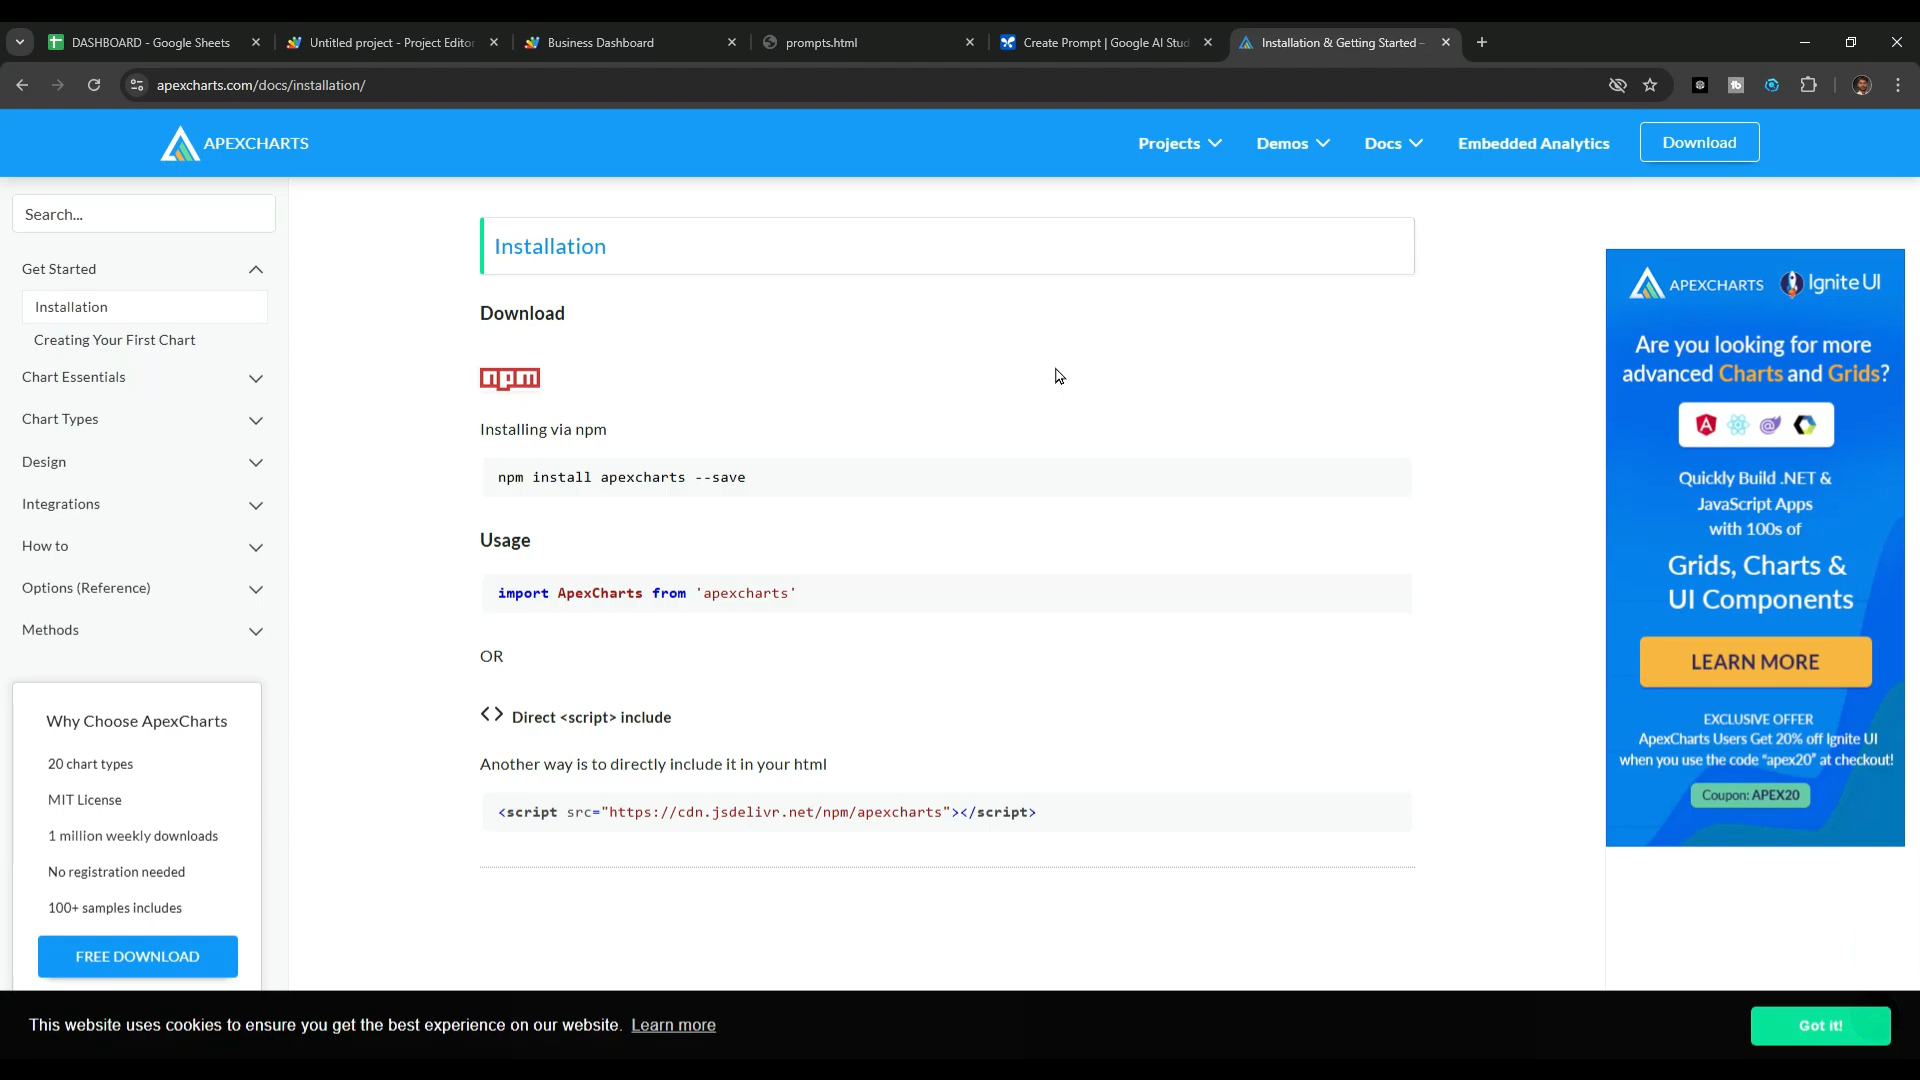 DASHBOARD - Google Sheets
Untitled project - Project Editor
Business Dashboard
prompts.html
Create Prompt | Google AI Stud
Installation & Getting Started –
apexcharts.com/docs/installation/
APEXCHARTS
Projects
Demos
Docs
Embedded Analytics
Download
Search...
Get Started
Installation
Creating Your First Chart
Chart Essentials
Chart Types
Design
Integrations
How to
Options (Reference)
Methods
Why Choose ApexCharts
20 chart types
MIT License
1 million weekly downloads
No registration needed
100+ samples includes
FREE DOWNLOAD
Installation
Download
npm
Installing via npm
npm install apexcharts --save
Usage
import ApexCharts from 'apexcharts'
OR
<> Direct <script> include
Another way is to directly include it in your html
<script src="https://cdn.jsdelivr.net/npm/apexcharts"></script>
APEXCHARTS
Ignite UI
Are you looking for more
advanced Charts and Grids?
Quickly Build .NET &
JavaScript Apps
with 100s of
Grids, Charts &
UI Components
LEARN MORE
EXCLUSIVE OFFER
ApexCharts Users Get 20% off Ignite UI
when you use the code “apex20” at checkout!
Coupon: APEX20
This website uses cookies to ensure you get the best experience on our website. Learn more
Got it!